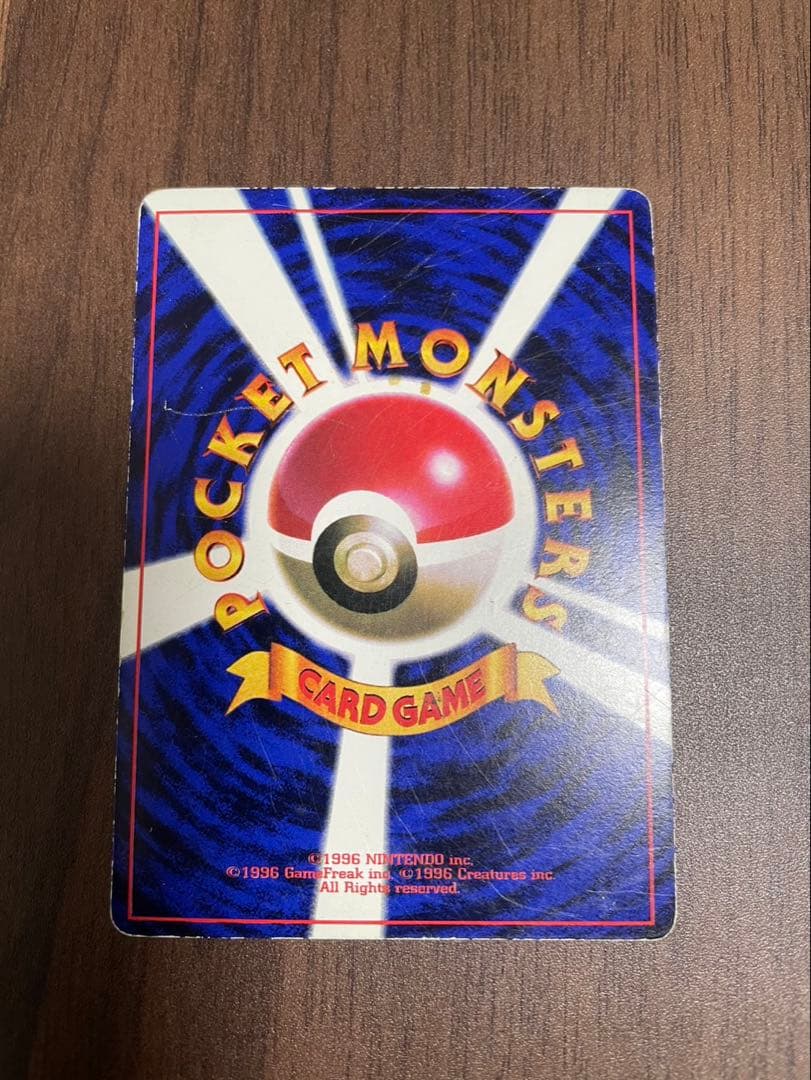 POCKET MONSTERS
CARD GAME
©1996 NINTENDO inc.
©1996 GameFreak inc. ©1996 Creatures inc.
All Rights reserved.